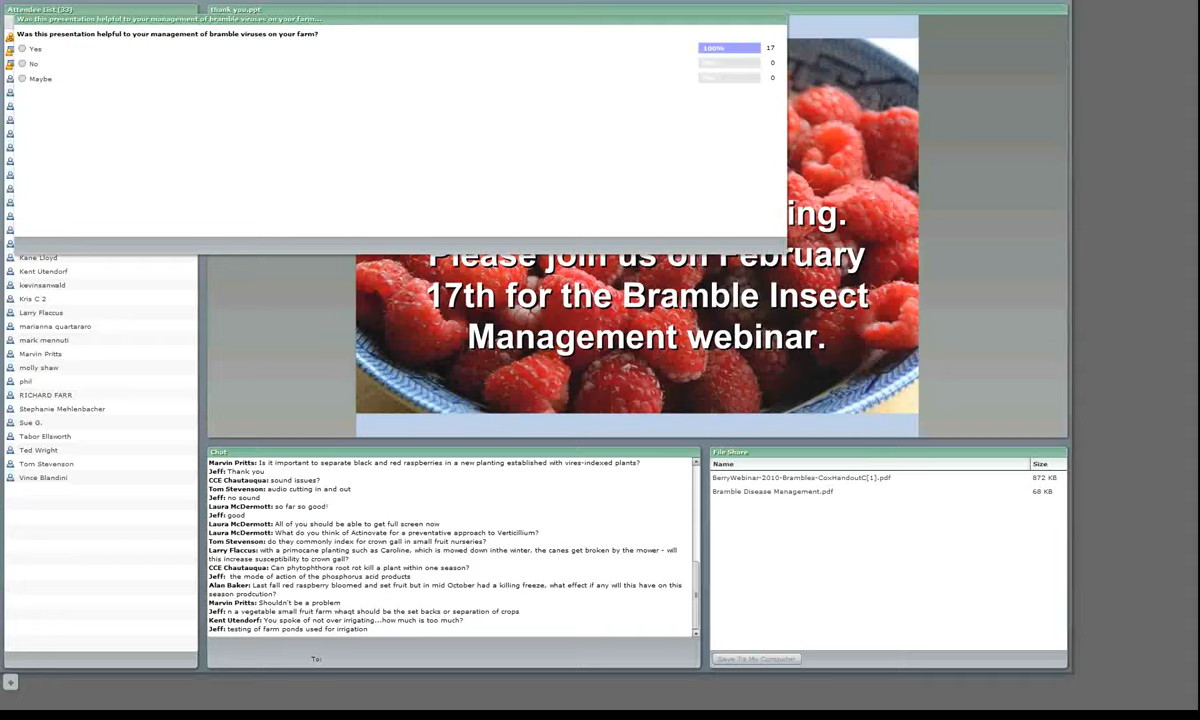 Attendee List (33)
thank you.ppt
Was this presentation helpful to your management of bramble viruses on your farm?...
Was this presentation helpful to your management of bramble viruses on your farm?
Yes
100%
17
No
0
Maybe
0
ing.
Please join us on February
17th for the Bramble Insect
Management webinar.
Kane Lloyd
Kent Utendorf
kevinsanwald
Kris C 2
Larry Flaccus
marianna quartararo
mark mennuti
Marvin Pritts
molly shaw
phil
RICHARD FARR
Stephanie Mehlenbacher
Sue G.
Tabor Ellsworth
Ted Wright
Tom Stevenson
Vince Blandini
Chat
Marvin Pritts: Is it important to separate black and red raspberries in a new planting established with vires-indexed plants?
Jeff: Thank you
CCE Chautauqua: sound issues?
Tom Stevenson: audio cutting in and out
Jeff: no sound
Laura McDermott: so far so good!
Jeff: good
Laura McDermott: All of you should be able to get full screen now
Laura McDermott: What do you think of Actinovate for a preventative approach to Verticillium?
Tom Stevenson: do they commonly index for crown gall in small fruit nurseries?
Larry Flaccus: with a primocane planting such as Caroline, which is mowed down inthe winter, the canes get broken by the mower - will
this increase susceptibility to crown gall?
CCE Chautauqua: Can phytophthora root rot kill a plant within one season?
Jeff: the mode of action of the phosphorus acid products
Alan Baker: Last fall red raspberry bloomed and set fruit but in mid October had a killing freeze, what effect if any will this have on this
season prodcution?
Marvin Pritts: Shouldn't be a problem
Jeff: n a vegetable small fruit farm whaqt should be the set backs or separation of crops
Kent Utendorf: You spoke of not over irrigating...how much is too much?
Jeff: testing of farm ponds used for irrigation
To:
File Share
Name
Size
BerryWebinar-2010-Brambles-CoxHandoutC[1].pdf
872 KB
Bramble Disease Management.pdf
68 KB
Save To My Computer